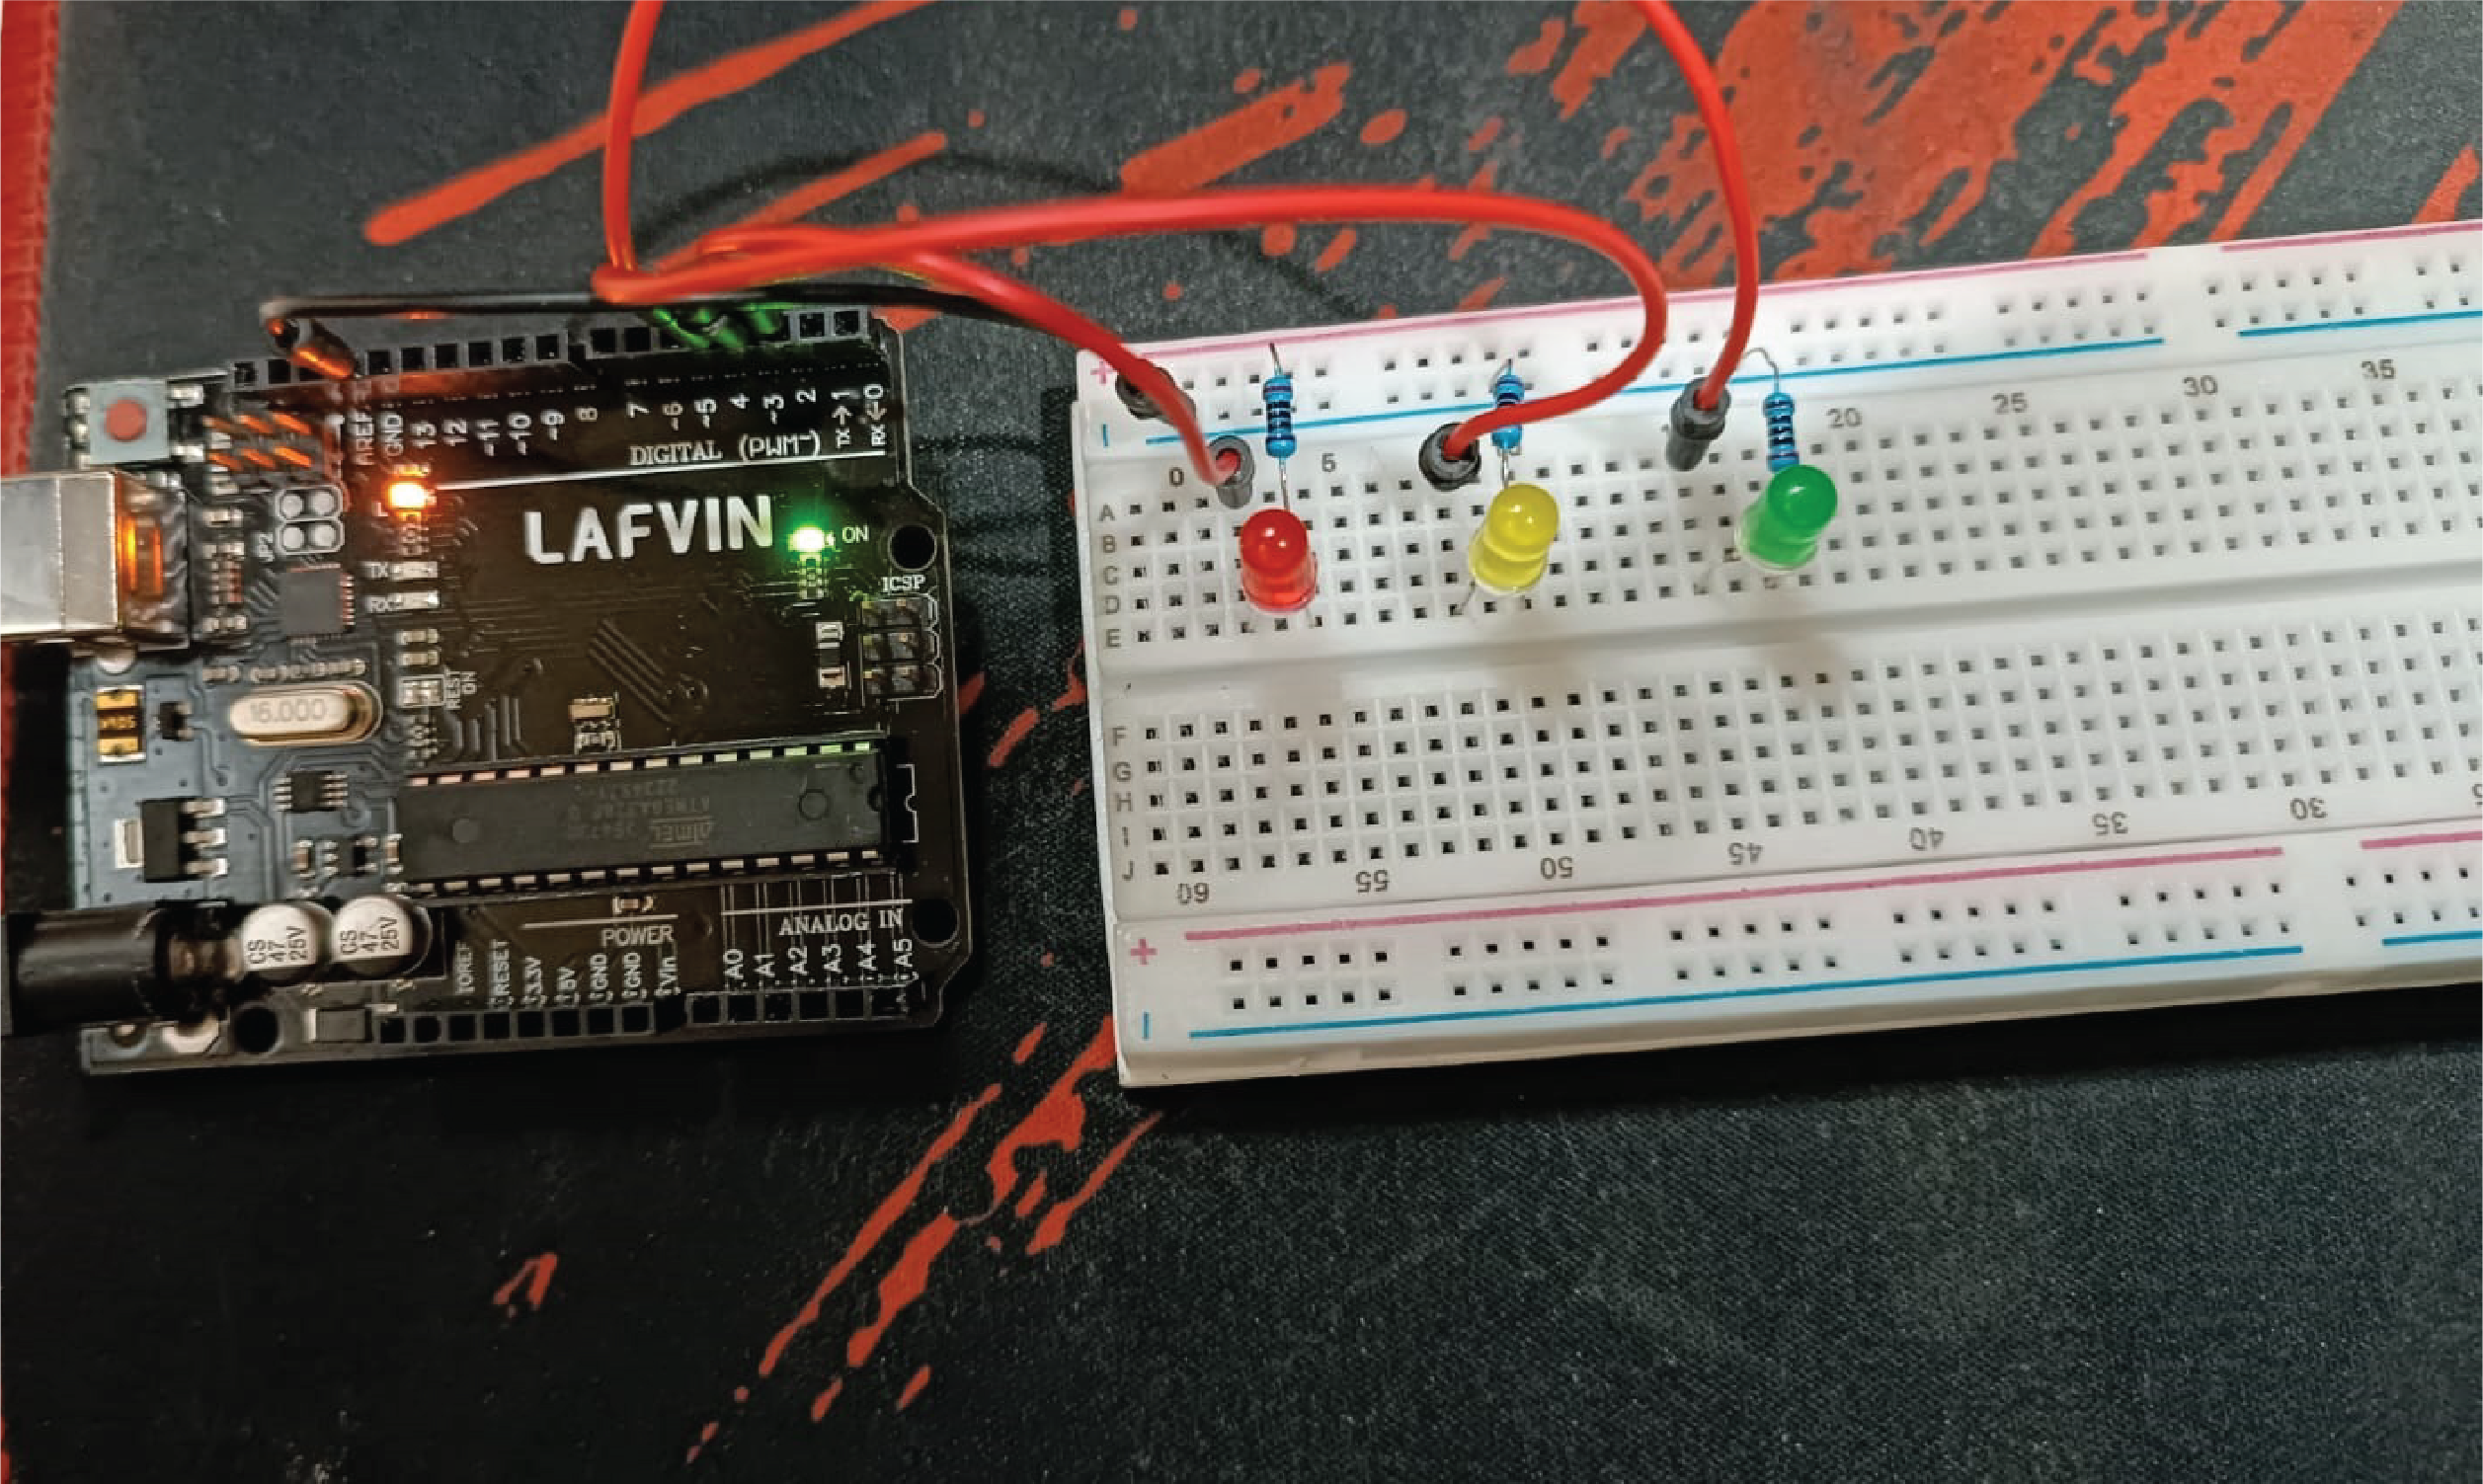 AREF
GND
13
12
~11
~10
~9
8
7
~6
~5
4
~3
2
TX→1
RX←0
DIGITAL (PWM~)
LAFVIN
ON
TX
RX
JP2
ICSP
16.000
ATMEL
POWER
ANALOG IN
IOREF
RESET
3.3V
5V
GND
GND
Vin
A0
A1
A2
A3
A4
A5
CS
47
25V
CS
47
25V
+
0 5 20 25 30 35
A
B
C
D
E
F
G
H
I
J
60 55 50 45 40 35 30
+